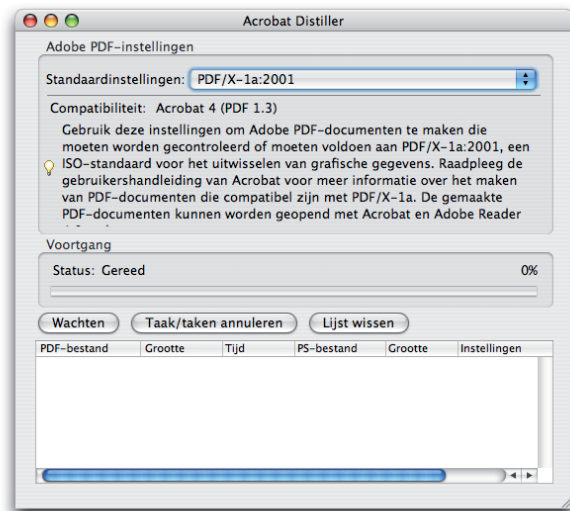 Acrobat Distiller
Adobe PDF-instellingen
Standaardinstellingen: PDF/X-1a:2001
Compatibiliteit: Acrobat 4 (PDF 1.3)
Gebruik deze instellingen om Adobe PDF-documenten te maken die
moeten worden gecontroleerd of moeten voldoen aan PDF/X-1a:2001, een
ISO-standaard voor het uitwisselen van grafische gegevens. Raadpleeg de
gebruikershandleiding van Acrobat voor meer informatie over het maken
van PDF-documenten die compatibel zijn met PDF/X-1a. De gemaakte
PDF-documenten kunnen worden geopend met Acrobat en Adobe Reader
Voortgang
Status: Gereed 0%
Wachten Taak/taken annuleren Lijst wissen
PDF-bestand Grootte Tijd PS-bestand Grootte Instellingen